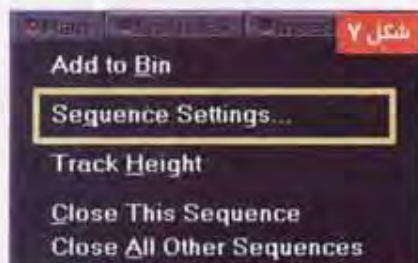 شکل ۷
Add to Bin
Sequence Settings...
Track Height
Close This Sequence
Close All Other Sequences